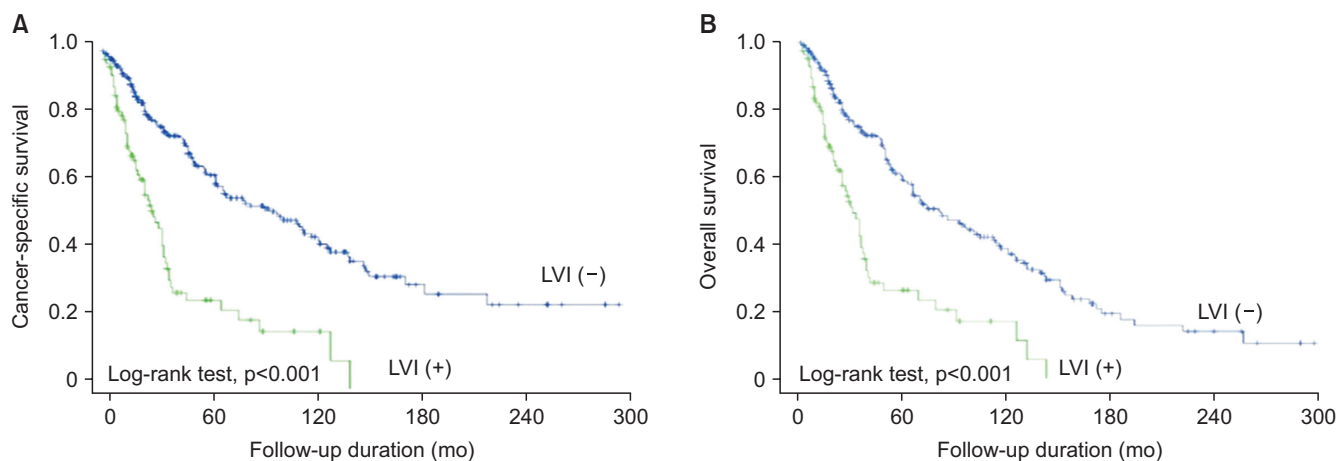 A
Cancer-specific survival
1.0
0.8
0.6
0.4
0.2
0
LVI (−)
LVI (+)
Log-rank test, p<0.001
0 60 120 180 240 300
Follow-up duration (mo)
B
Overall survival
1.0
0.8
0.6
0.4
0.2
0
LVI (−)
LVI (+)
Log-rank test, p<0.001
0 60 120 180 240 300
Follow-up duration (mo)